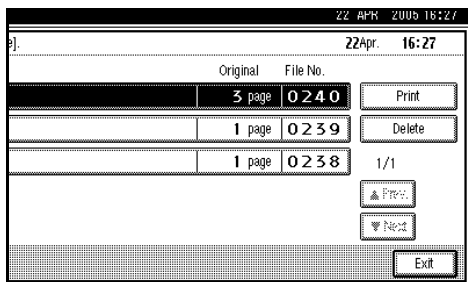 22 APR 2005 16:27
e]. 22Apr. 16:27
Original File No.
3 page 0240 Print
1 page 0239 Delete
1 page 0238 1/1
▲ Prev.
▼ Next
Exit